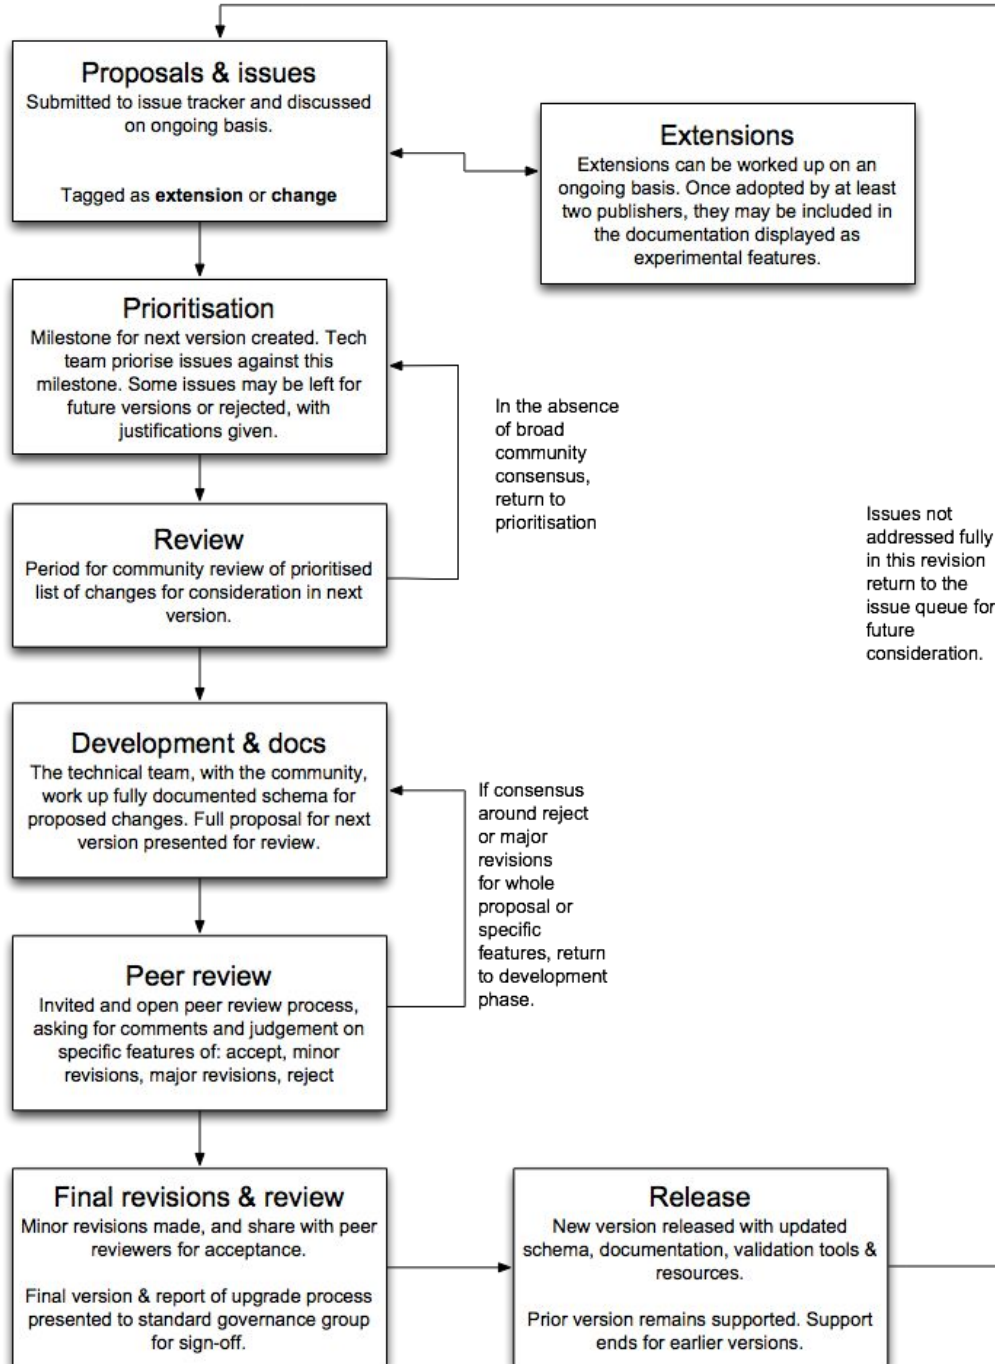 Proposals & issues
Submitted to issue tracker and discussed
on ongoing basis.
Tagged as extension or change
Extensions
Extensions can be worked up on an
ongoing basis. Once adopted by at least
two publishers, they may be included in
the documentation displayed as
experimental features.
Prioritisation
Milestone for next version created. Tech
team priorise issues against this
milestone. Some issues may be left for
future versions or rejected, with
justifications given.
In the absence
of broad
community
consensus,
return to
prioritisation
Review
Period for community review of prioritised
list of changes for consideration in next
version.
Issues not
addressed fully
in this revision
return to the
issue queue for
future
consideration.
Development & docs
The technical team, with the community,
work up fully documented schema for
proposed changes. Full proposal for next
version presented for review.
If consensus
around reject
or major
revisions
for whole
proposal or
specific
features, return
to development
phase.
Peer review
Invited and open peer review process,
asking for comments and judgement on
specific features of: accept, minor
revisions, major revisions, reject
Final revisions & review
Minor revisions made, and share with peer
reviewers for acceptance.
Final version & report of upgrade process
presented to standard governance group
for sign-off.
Release
New version released with updated
schema, documentation, validation tools &
resources.
Prior version remains supported. Support
ends for earlier versions.